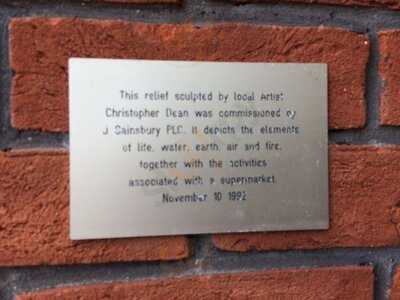 This relief sculpted by local Artist
Christopher Dean was commissioned by
J Sainsbury PLC. It depicts the elements
of life, water, earth, air and fire,
together with the activities
associated with a supermarket.
November 10 1992